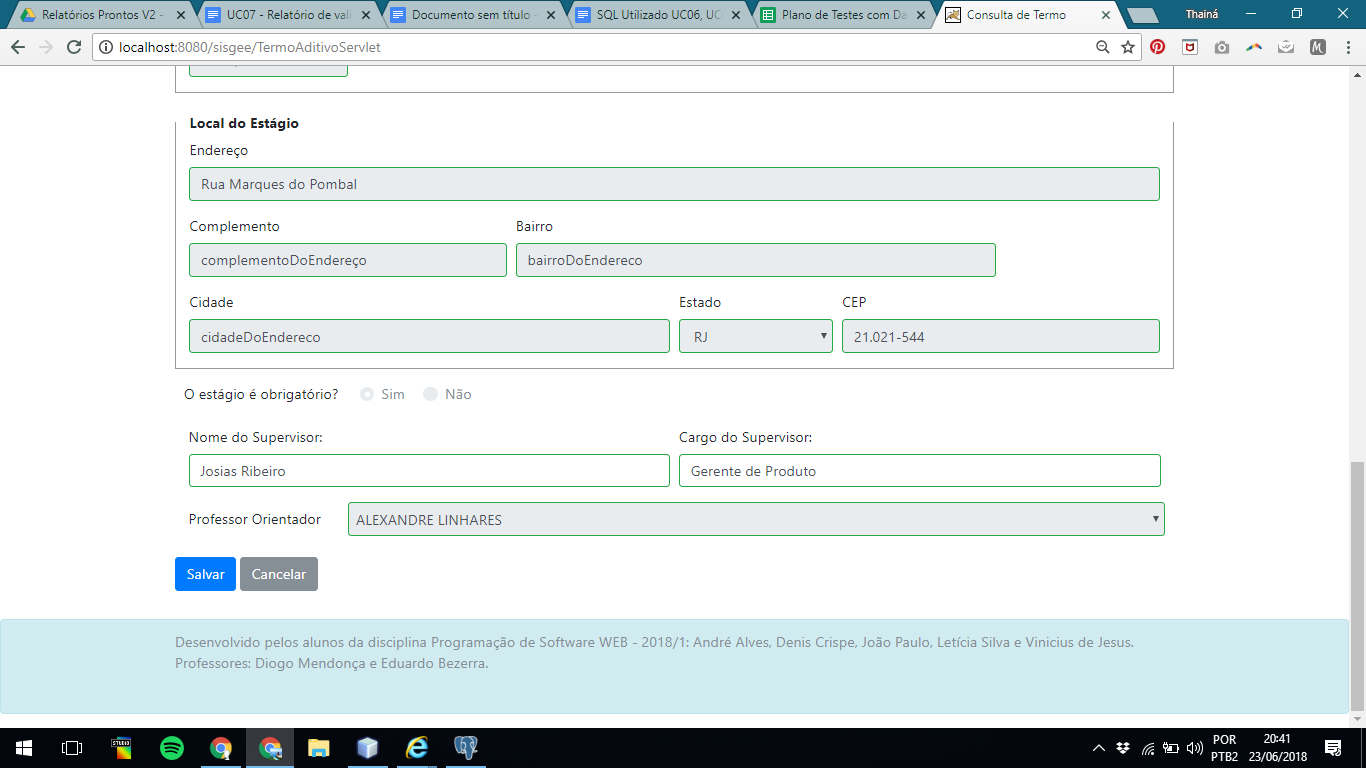 Relatórios Prontos V2 -
UC07 - Relatório de vali
Documento sem título -
SQL Utilizado UC06, UC
Plano de Testes com Da
Consulta de Termo
Thainá
localhost:8080/sisgee/TermoAditivoServlet
Local do Estágio
Endereço
Rua Marques do Pombal
Complemento
Bairro
complementoDoEndereço
bairroDoEndereco
Cidade
Estado
CEP
cidadeDoEndereco
RJ
21.021-544
O estágio é obrigatório?
Sim
Não
Nome do Supervisor:
Cargo do Supervisor:
Josias Ribeiro
Gerente de Produto
Professor Orientador
ALEXANDRE LINHARES
Salvar
Cancelar
Desenvolvido pelos alunos da disciplina Programação de Software WEB - 2018/1: André Alves, Denis Crispe, João Paulo, Letícia Silva e Vinicius de Jesus.
Professores: Diogo Mendonça e Eduardo Bezerra.
STUDIO
POR
PTB2
20:41
23/06/2018